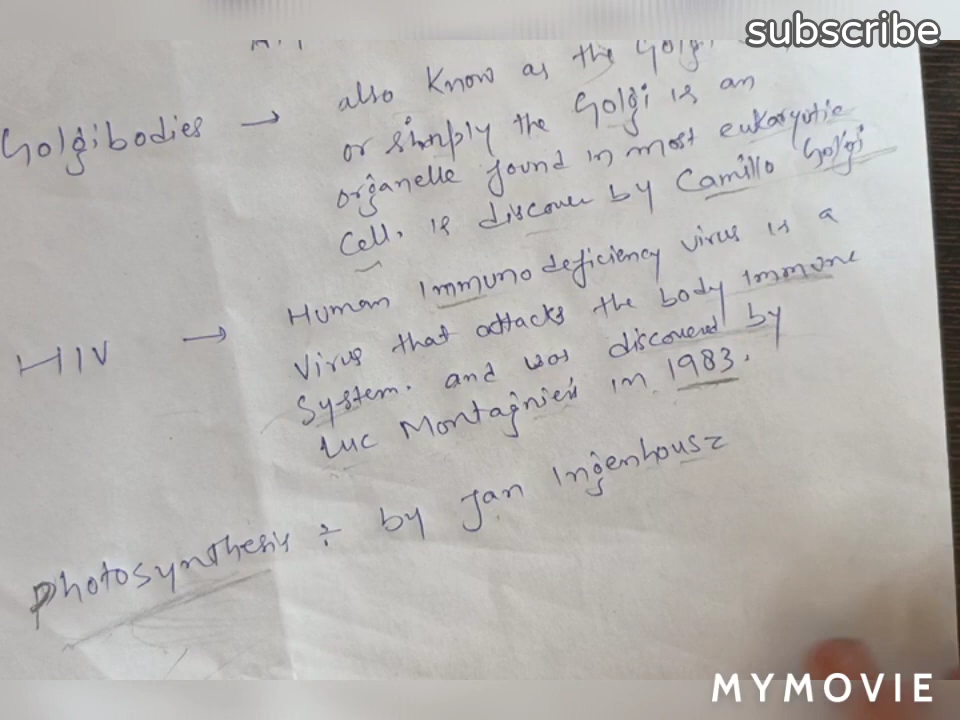 subscribe
also know as the Golgi
Golgibodies → or simply the Golgi is an
organelle found in most eukaryotic
cell. is discover by Camillo Golgi
Human Immuno deficiency virus is a
HIV → virus that attacks the body immune
system. and was discovered by
Luc Montagnier in 1983.
Photosynthesis ÷ by Jan Ingenhousz
MYMOVIE